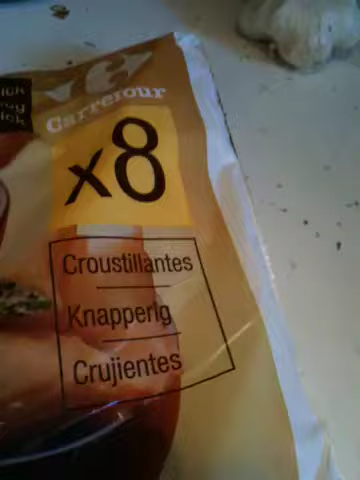 Carrefour
x8
Croustillantes
Knapperig
Crujientes